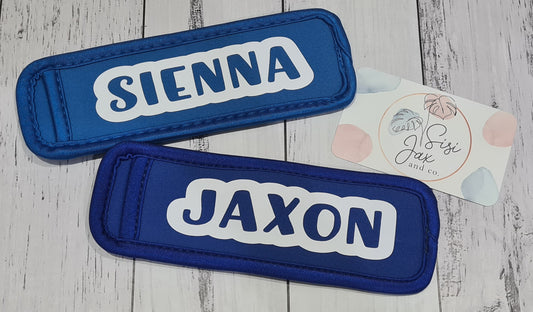 SIENNA
JAXON
Sisi
Jax
and co.